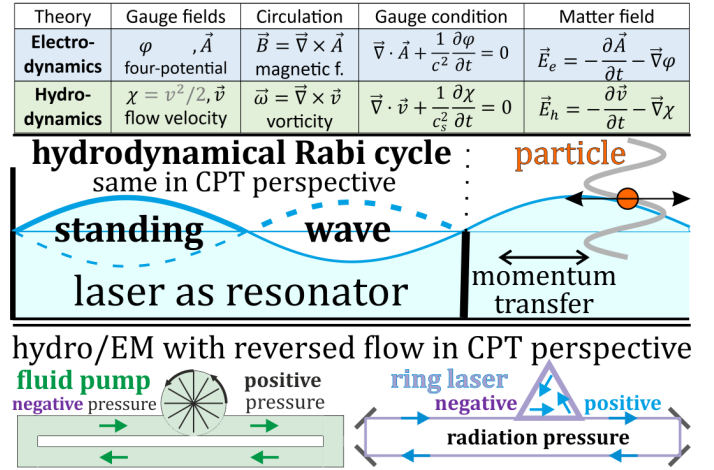 Theory Gauge fields Circulation Gauge condition Matter field
Electro-dynamics φ , A⃗ four-potential B⃗ = ∇⃗ × A⃗ magnetic f. ∇⃗ · A⃗ + 1/c² ∂φ/∂t = 0 E⃗ₑ = − ∂A⃗/∂t − ∇⃗φ
Hydro-dynamics χ = v²/2, v⃗ flow velocity ω⃗ = ∇⃗ × v⃗ vorticity ∇⃗ · v⃗ + 1/cₛ² ∂χ/∂t = 0 E⃗ₕ = − ∂v⃗/∂t − ∇⃗χ
hydrodynamical Rabi cycle
same in CPT perspective
particle
standing wave
laser as resonator
momentum
transfer
hydro/EM with reversed flow in CPT perspective
fluid pump
negative pressure
positive
pressure
ring laser
negative positive
radiation pressure